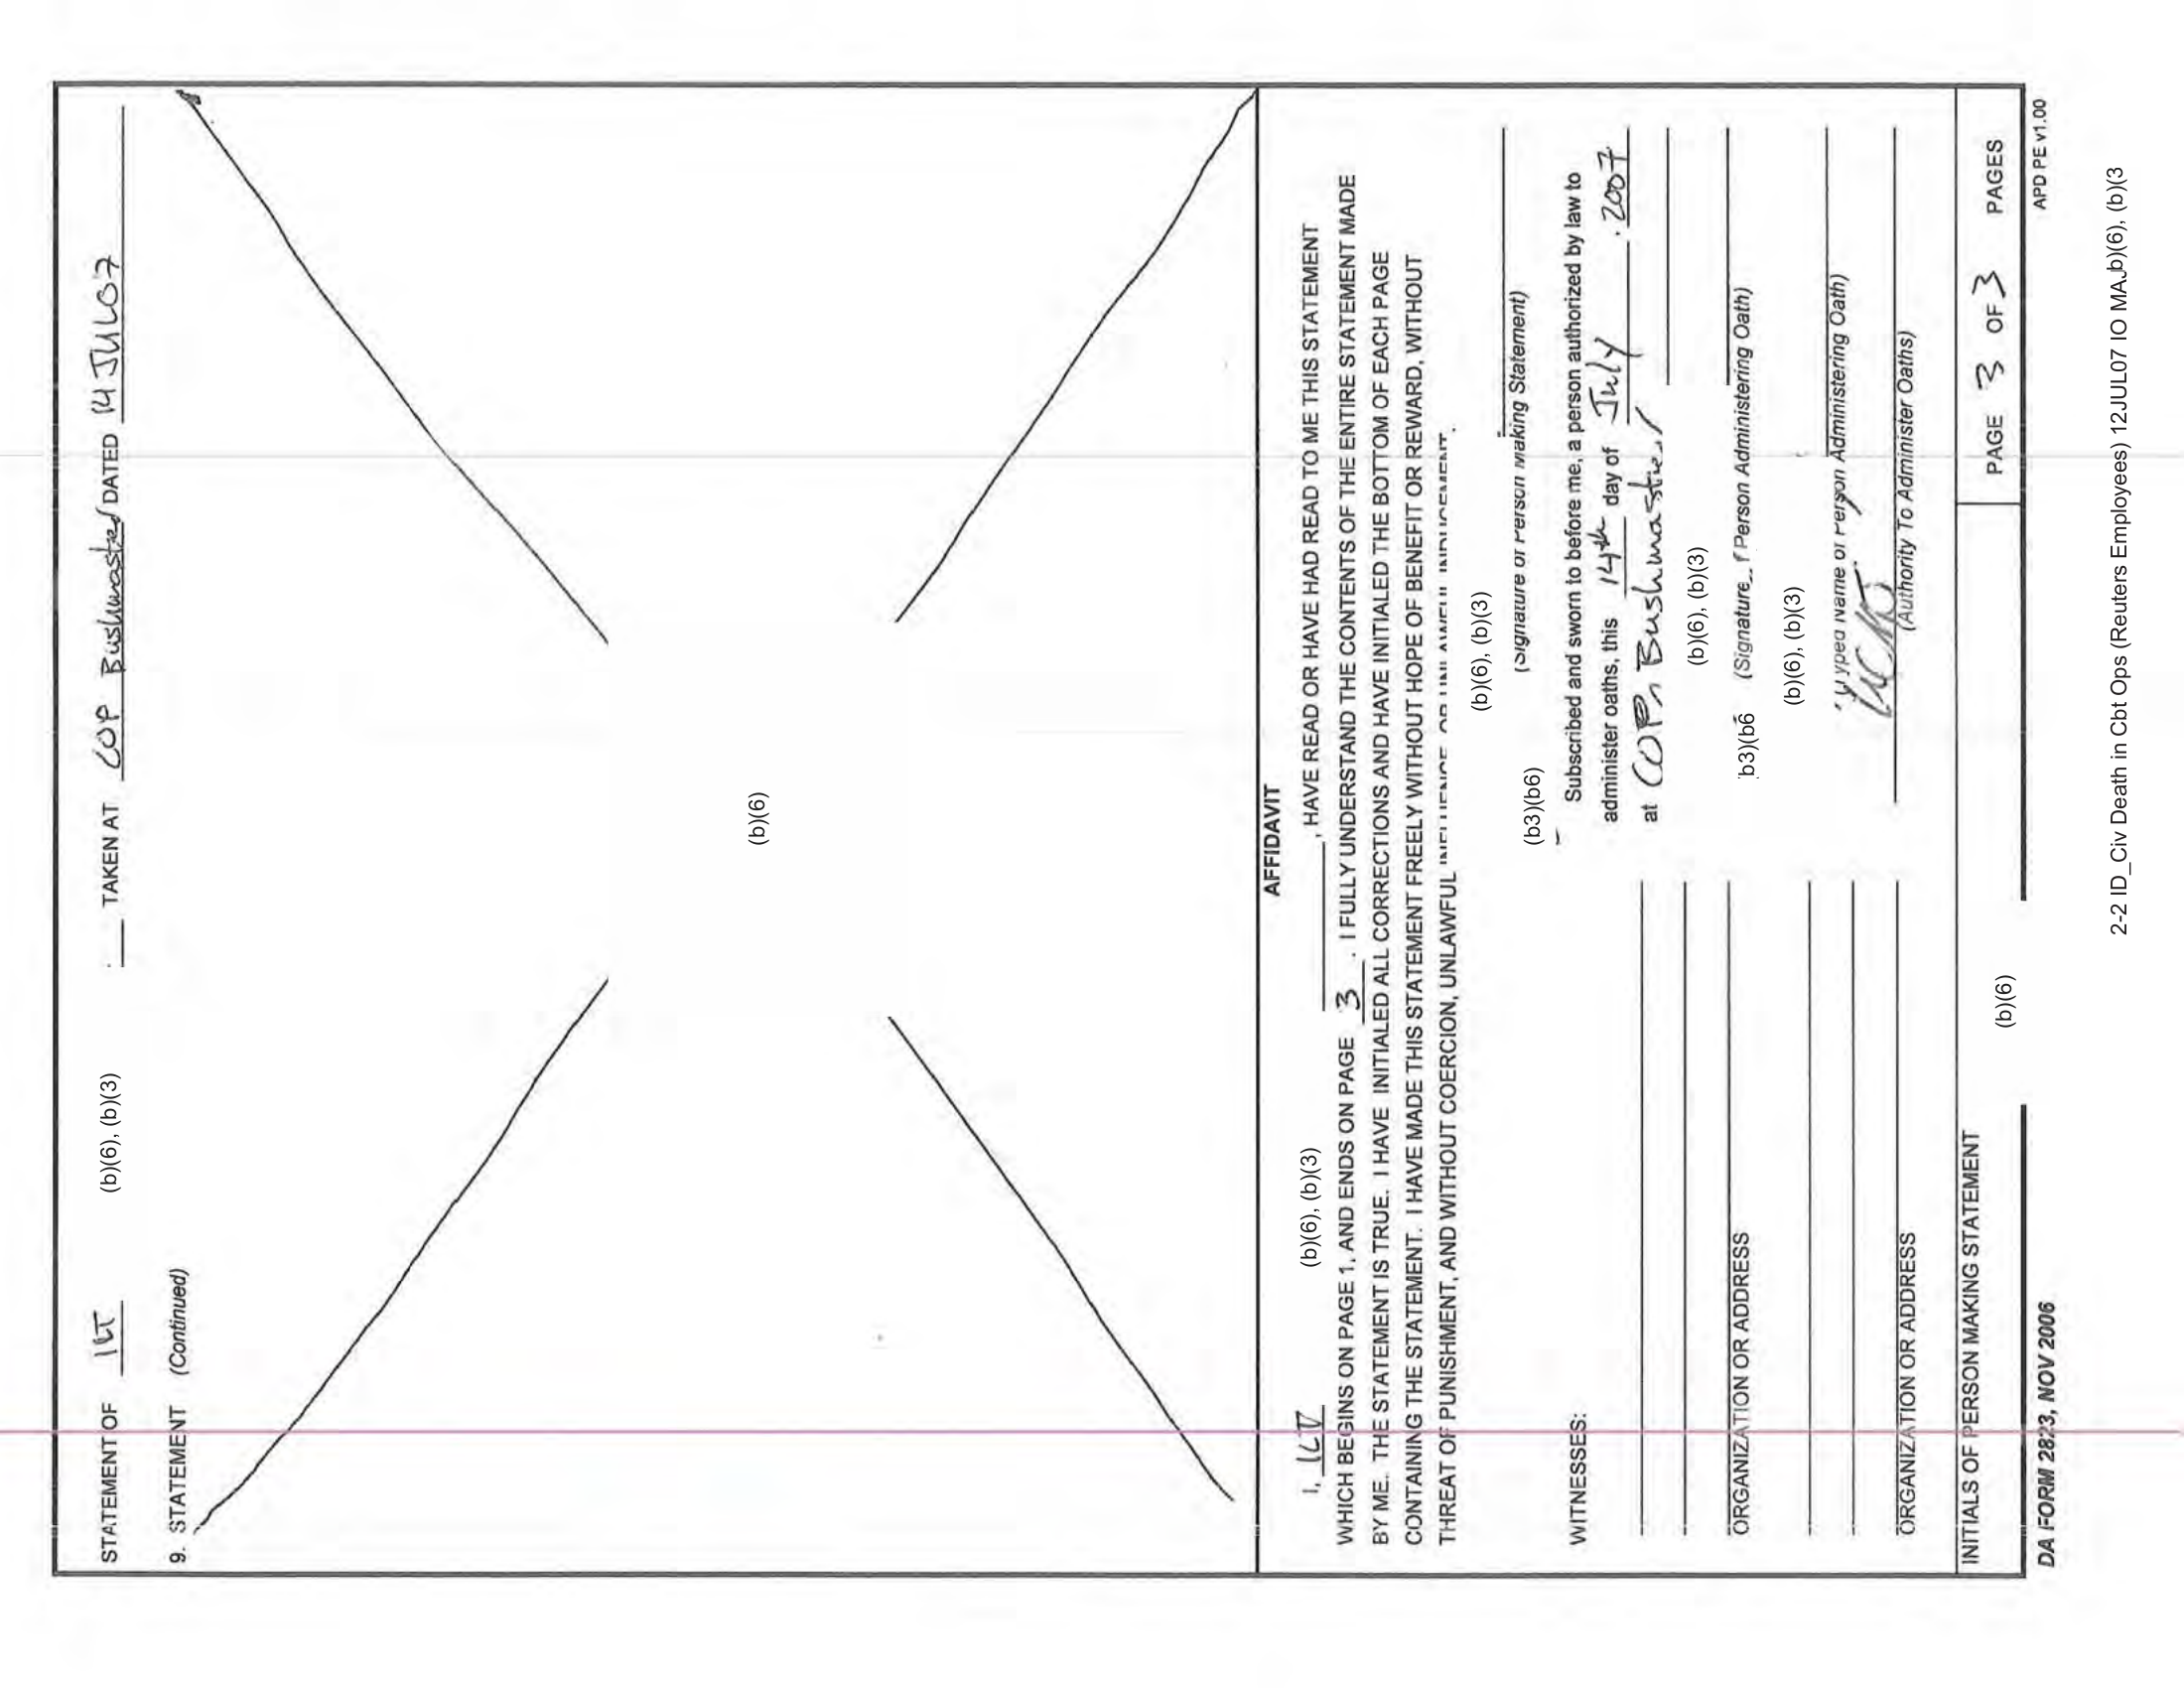 STATEMENT OF 1LT (b)(6), (b)(3) TAKEN AT COP Bushmaster DATED 14 JUL 07
9. STATEMENT (Continued)
(b)(6)
AFFIDAVIT
I, (b)(6), (b)(3) , HAVE READ OR HAVE HAD READ TO ME THIS STATEMENT
WHICH BEGINS ON PAGE 1, AND ENDS ON PAGE 3 . I FULLY UNDERSTAND THE CONTENTS OF THE ENTIRE STATEMENT MADE
BY ME. THE STATEMENT IS TRUE. I HAVE INITIALED ALL CORRECTIONS AND HAVE INITIALED THE BOTTOM OF EACH PAGE
CONTAINING THE STATEMENT. I HAVE MADE THIS STATEMENT FREELY WITHOUT HOPE OF BENEFIT OR REWARD, WITHOUT
THREAT OF PUNISHMENT, AND WITHOUT COERCION, UNLAWFUL INFLUENCE OR UNLAWFUL INDUCEMENT.
(b)(6), (b)(3)
(b3)(b6) (Signature of Person Making Statement)
WITNESSES:
Subscribed and sworn to before me, a person authorized by law to
administer oaths, this 14th day of July . 2007
at COP Bushmaster
(b)(6), (b)(3)
ORGANIZATION OR ADDRESS
b3)(b6 (Signature f Person Administering Oath)
(b)(6), (b)(3)
yped Name of Person Administering Oath)
ORGANIZATION OR ADDRESS
(Authority To Administer Oaths)
INITIALS OF PERSON MAKING STATEMENT
(b)(6)
PAGE 3 OF 3 PAGES
DA FORM 2823, NOV 2006
APD PE v1.00
2-2 ID_Civ Death in Cbt Ops (Reuters Employees) 12JUL07 IO MAJb)(6), (b)(3